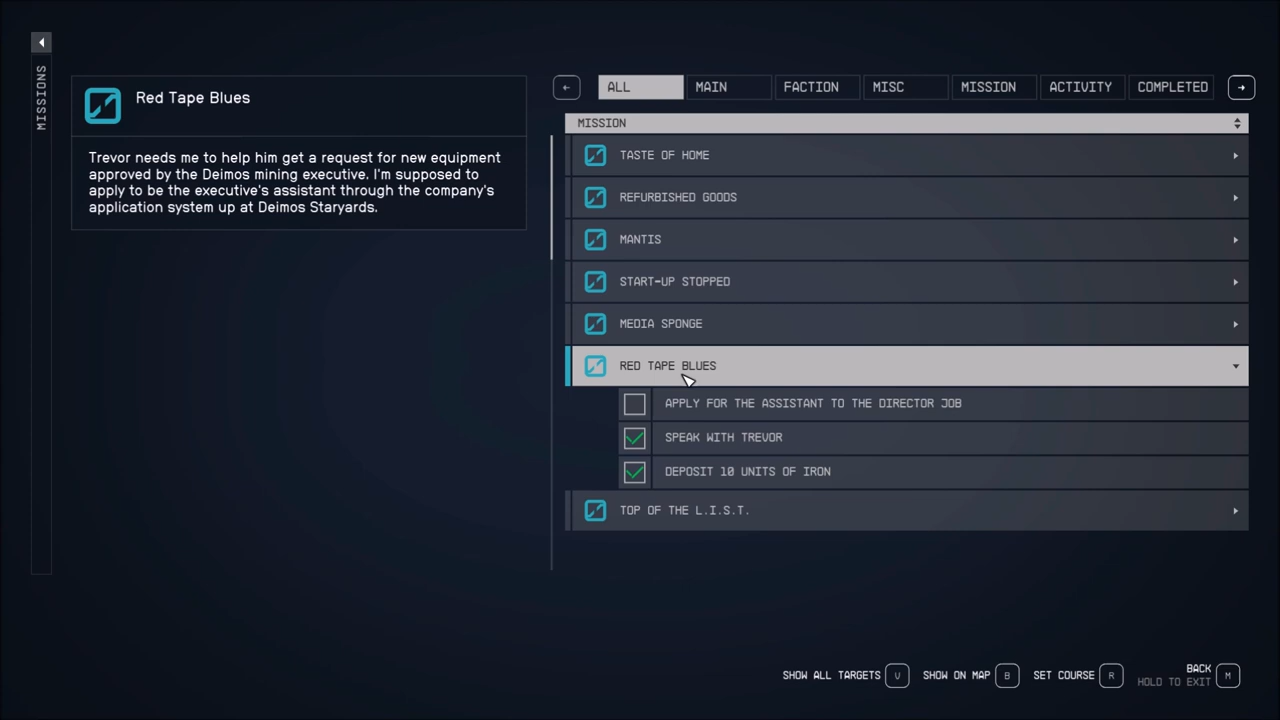 MISSIONS
Red Tape Blues
Trevor needs me to help him get a request for new equipment
approved by the Deimos mining executive. I'm supposed to
apply to be the executive's assistant through the company's
application system up at Deimos Staryards.
ALL MAIN FACTION MISC MISSION ACTIVITY COMPLETED
MISSION
TASTE OF HOME
REFURBISHED GOODS
MANTIS
START-UP STOPPED
MEDIA SPONGE
RED TAPE BLUES
APPLY FOR THE ASSISTANT TO THE DIRECTOR JOB
SPEAK WITH TREVOR
DEPOSIT 10 UNITS OF IRON
TOP OF THE L.I.S.T.
SHOW ALL TARGETS V SHOW ON MAP B SET COURSE R BACK M
HOLD TO EXIT